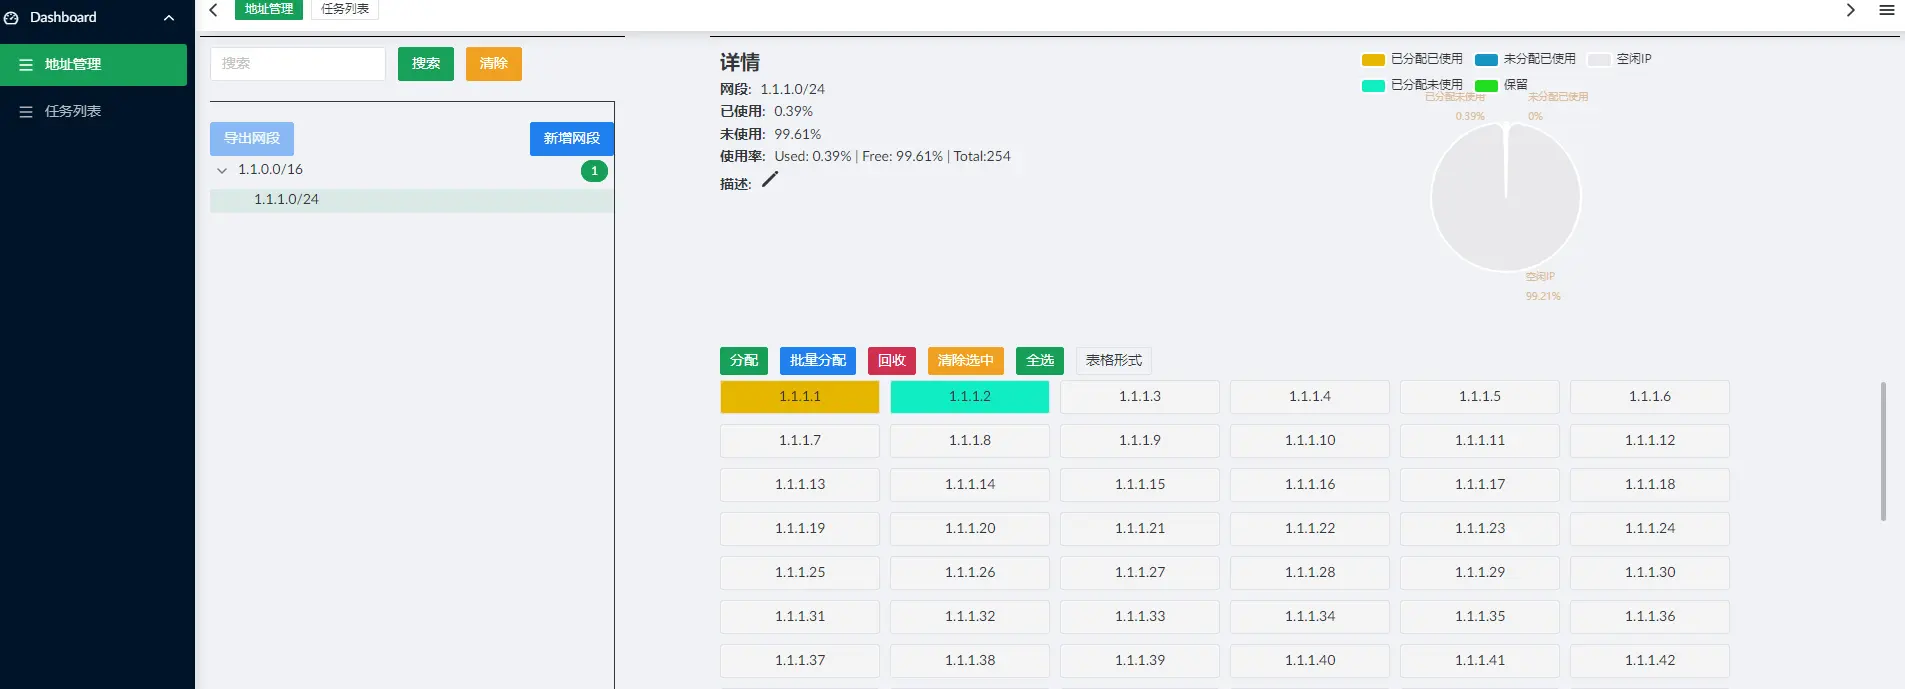 Dashboard
地址管理
任务列表
地址管理
任务列表
搜索
搜索
清除
导出网段
新增网段
1.1.0.0/16
1
1.1.1.0/24
详情
网段: 1.1.1.0/24
已使用: 0.39%
未使用: 99.61%
使用率: Used: 0.39% | Free: 99.61% | Total:254
描述:
已分配已使用 未分配已使用 空闲IP
已分配未使用 保留
已分配未使用
0.39%
未分配已使用
0%
空闲IP
99.21%
分配 批量分配 回收 清除选中 全选 表格形式
1.1.1.1 1.1.1.2 1.1.1.3 1.1.1.4 1.1.1.5 1.1.1.6
1.1.1.7 1.1.1.8 1.1.1.9 1.1.1.10 1.1.1.11 1.1.1.12
1.1.1.13 1.1.1.14 1.1.1.15 1.1.1.16 1.1.1.17 1.1.1.18
1.1.1.19 1.1.1.20 1.1.1.21 1.1.1.22 1.1.1.23 1.1.1.24
1.1.1.25 1.1.1.26 1.1.1.27 1.1.1.28 1.1.1.29 1.1.1.30
1.1.1.31 1.1.1.32 1.1.1.33 1.1.1.34 1.1.1.35 1.1.1.36
1.1.1.37 1.1.1.38 1.1.1.39 1.1.1.40 1.1.1.41 1.1.1.42